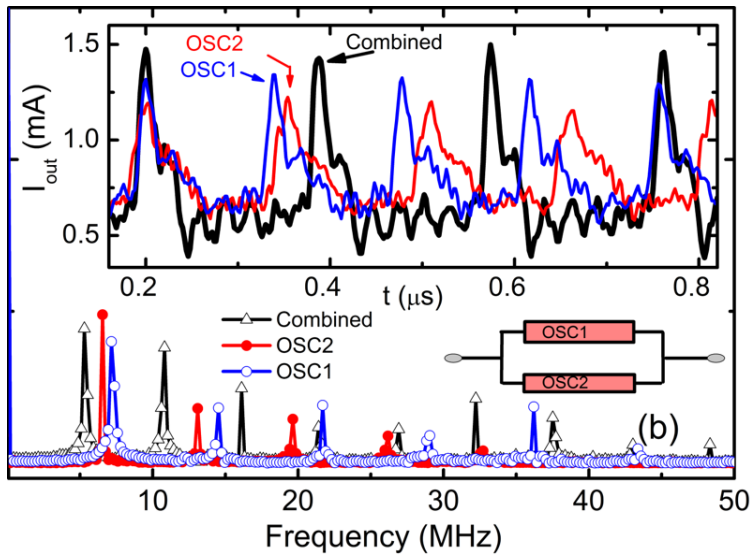 1.5
1.0
0.5
I_out (mA)
OSC2
OSC1
Combined
0.2 0.4 0.6 0.8
t (μs)
Combined
OSC2
OSC1
OSC1
OSC2
(b)
10 20 30 40 50
Frequency (MHz)